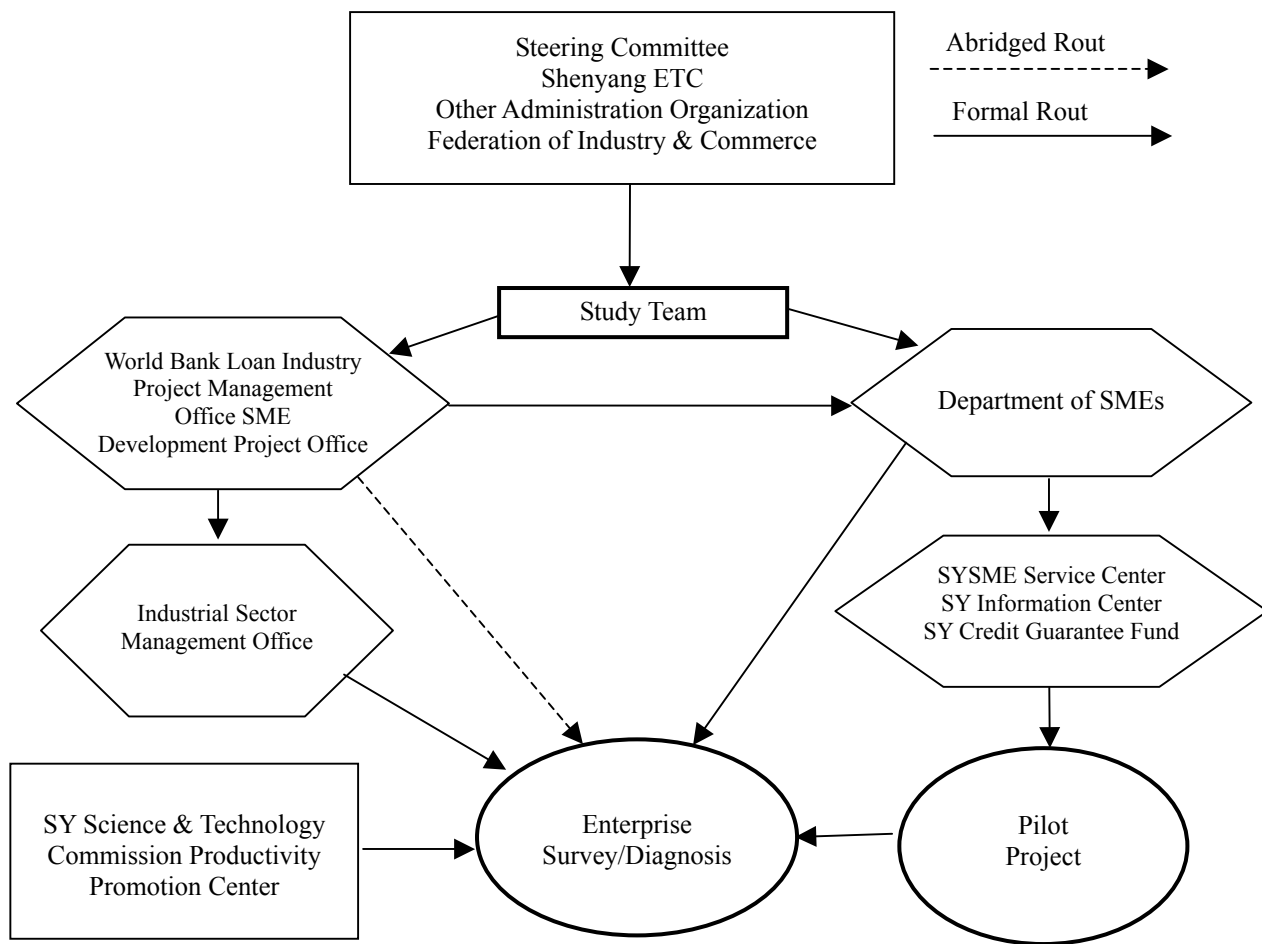 Steering Committee
Shenyang ETC
Other Administration Organization
Federation of Industry & Commerce
Abridged Rout
Formal Rout
Study Team
World Bank Loan Industry
Project Management
Office SME
Development Project Office
Department of SMEs
Industrial Sector
Management Office
SYSME Service Center
SY Information Center
SY Credit Guarantee Fund
SY Science & Technology
Commission Productivity
Promotion Center
Enterprise
Survey/Diagnosis
Pilot
Project